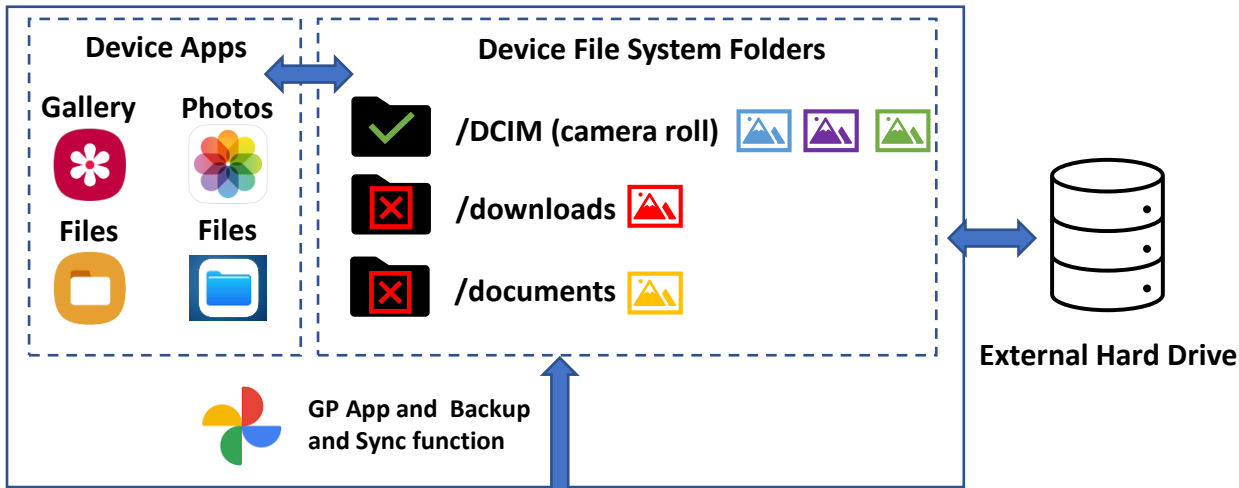 Device Apps
Device File System Folders
Gallery
Photos
Files
Files
/DCIM (camera roll)
/downloads
/documents
External Hard Drive
GP App and Backup
and Sync function